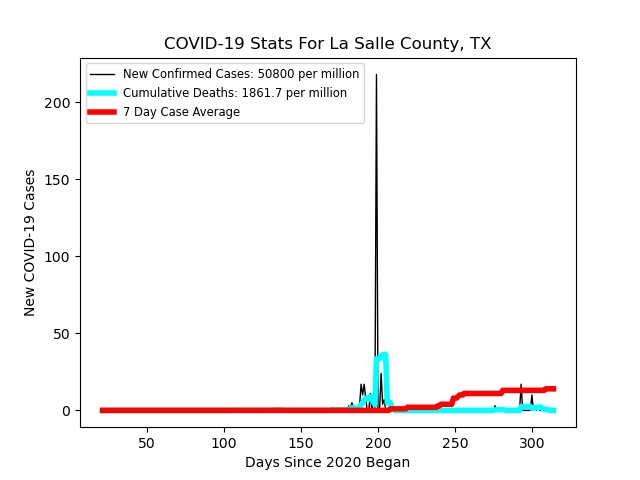 COVID-19 Stats For La Salle County, TX
New Confirmed Cases: 50800 per million
Cumulative Deaths: 1861.7 per million
7 Day Case Average
200
150
100
50
0
New COVID-19 Cases
50 100 150 200 250 300
Days Since 2020 Began